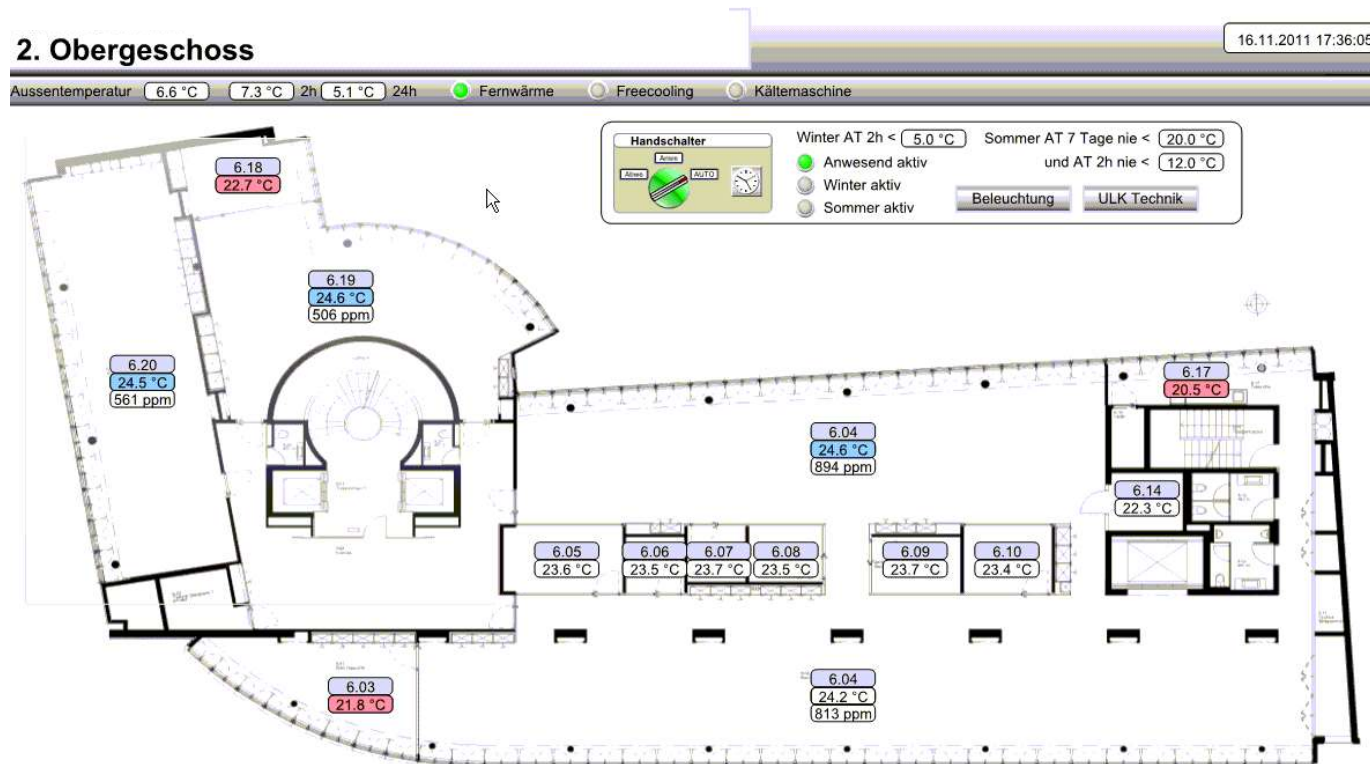 2. Obergeschoss
16.11.2011 17:36:05
Aussentemperatur 6.6 °C 7.3 °C 2h 5.1 °C 24h Fernwärme Freecooling Kältemaschine
Handschalter
Anwe
Abwe
AUTO
Winter AT 2h < 5.0 °C
Anwesend aktiv
Winter aktiv
Sommer aktiv
Sommer AT 7 Tage nie < 20.0 °C
und AT 2h nie < 12.0 °C
Beleuchtung ULK Technik
6.18
22.7 °C
6.19
24.6 °C
506 ppm
6.20
24.5 °C
561 ppm
6.17
20.5 °C
6.04
24.6 °C
894 ppm
6.14
22.3 °C
6.05
23.6 °C
6.06
23.5 °C
6.07
23.7 °C
6.08
23.5 °C
6.09
23.7 °C
6.10
23.4 °C
6.03
21.8 °C
6.04
24.2 °C
813 ppm